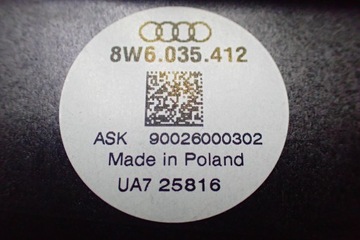 8W6.035.412
ASK 90026000302
Made in Poland
UA7 25816